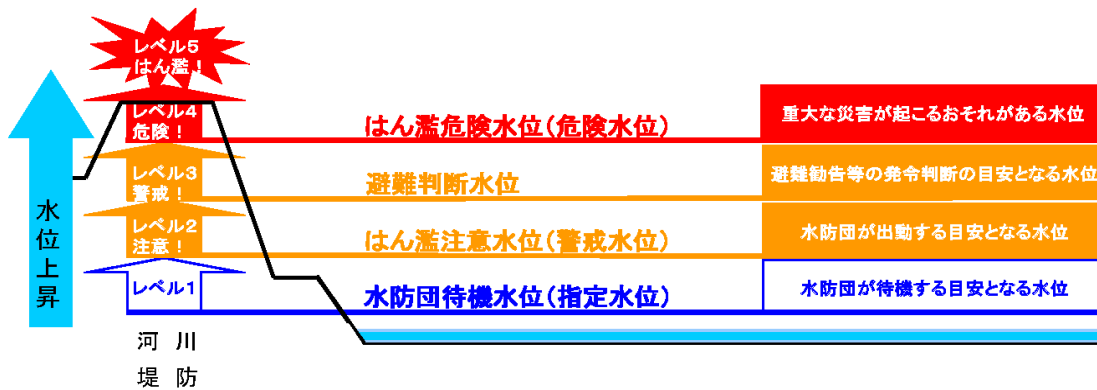 レベル5
はん濫！
レベル4
危険！
はん濫危険水位(危険水位)
重大な災害が起こるおそれがある水位
レベル3
警戒！
避難判断水位
避難勧告等の発令判断の目安となる水位
レベル2
注意！
はん濫注意水位(警戒水位)
水防団が出動する目安となる水位
レベル1
水防団待機水位(指定水位)
水防団が待機する目安となる水位
水位上昇
河川
堤防